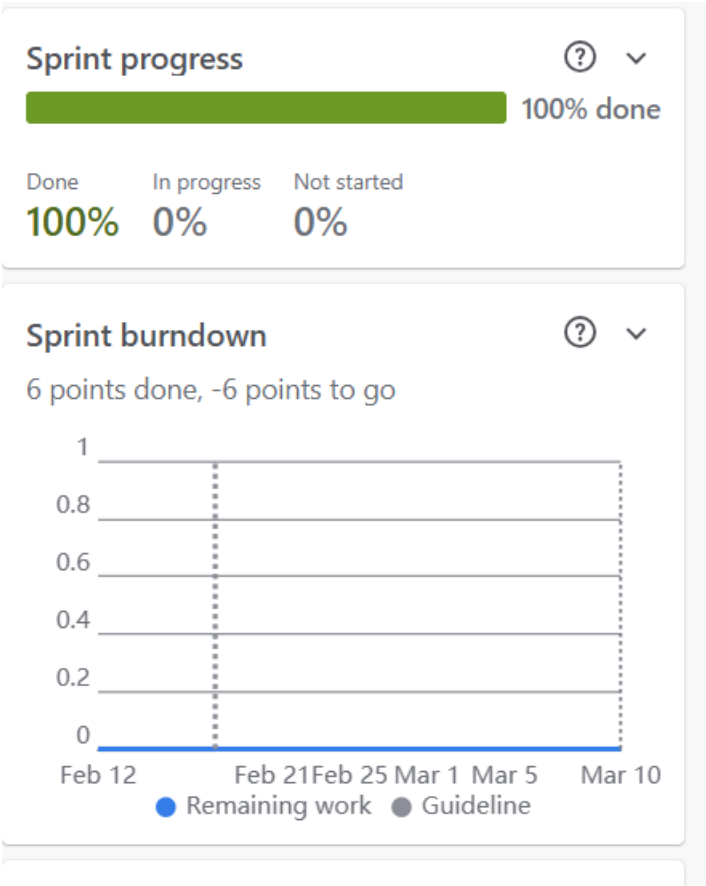 Sprint progress
100% done
Done In progress Not started
100% 0% 0%
Sprint burndown
6 points done, -6 points to go
1
0.8
0.6
0.4
0.2
0
Feb 12 Feb 21 Feb 25 Mar 1 Mar 5 Mar 10
Remaining work Guideline